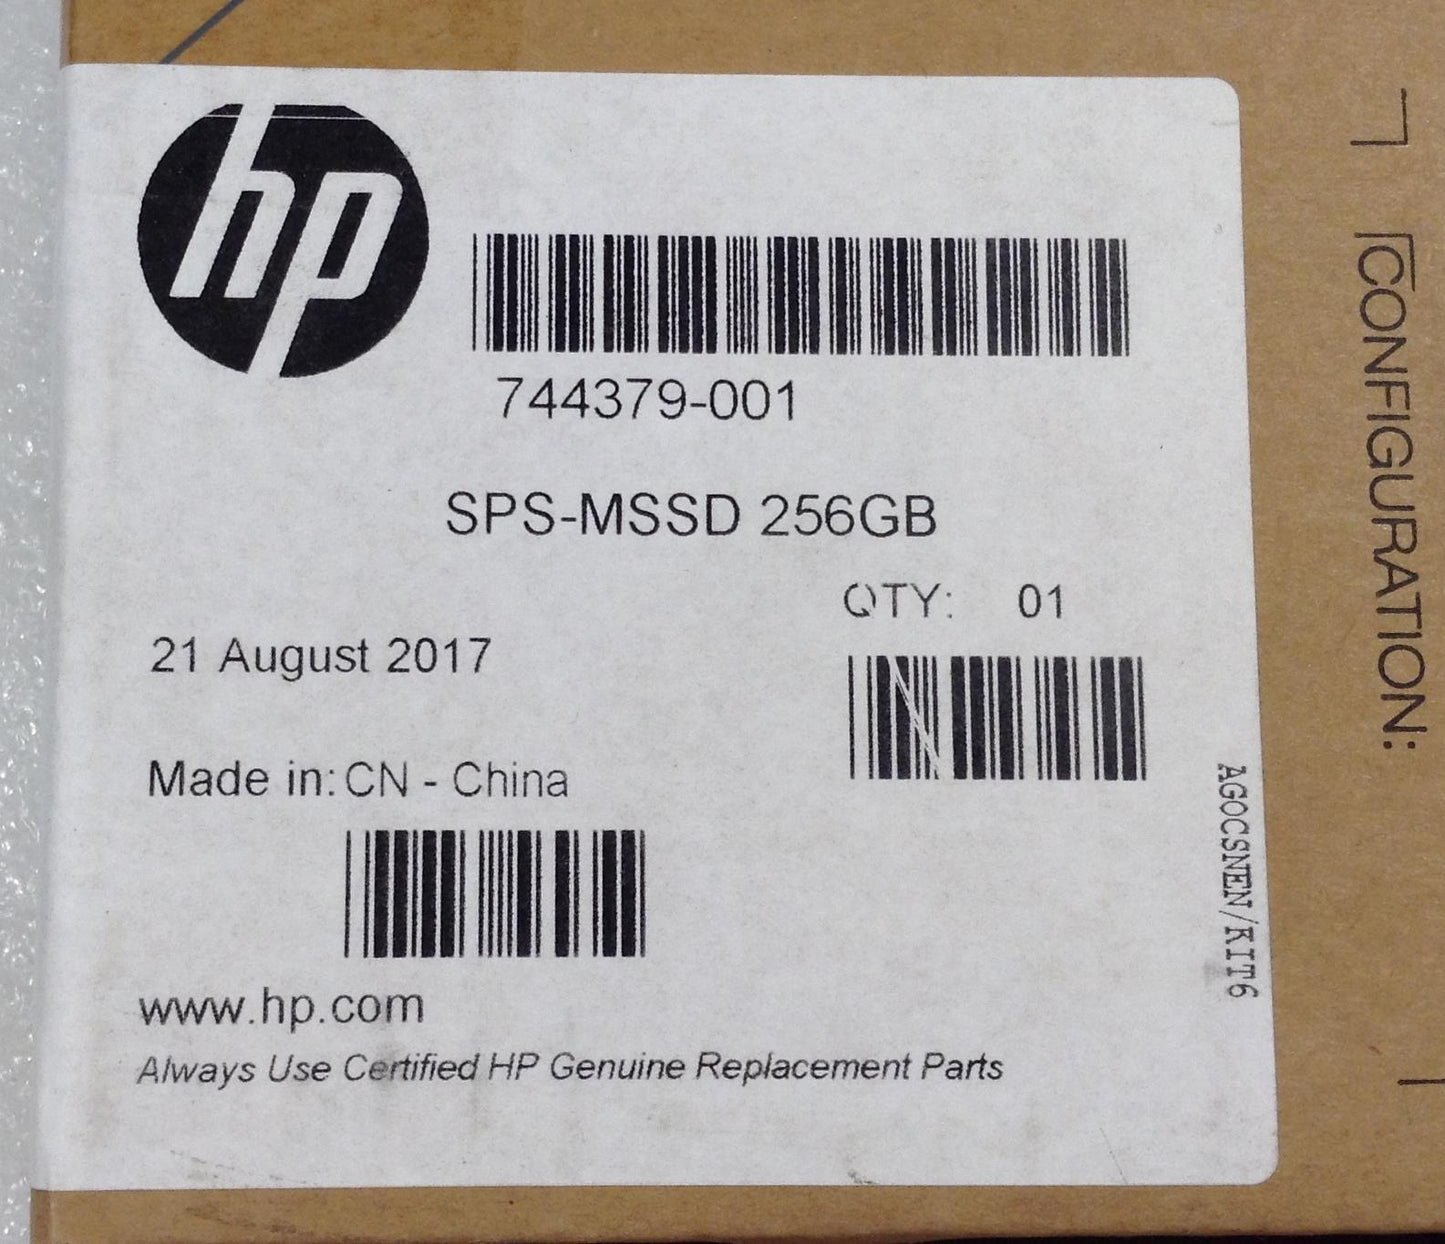 hp
744379-001
SPS-MSSD 256GB
QTY: 01
21 August 2017
Made in: CN - China
www.hp.com
Always Use Certified HP Genuine Replacement Parts
AGOCSNEN/KIT6
CONFIGURATION: